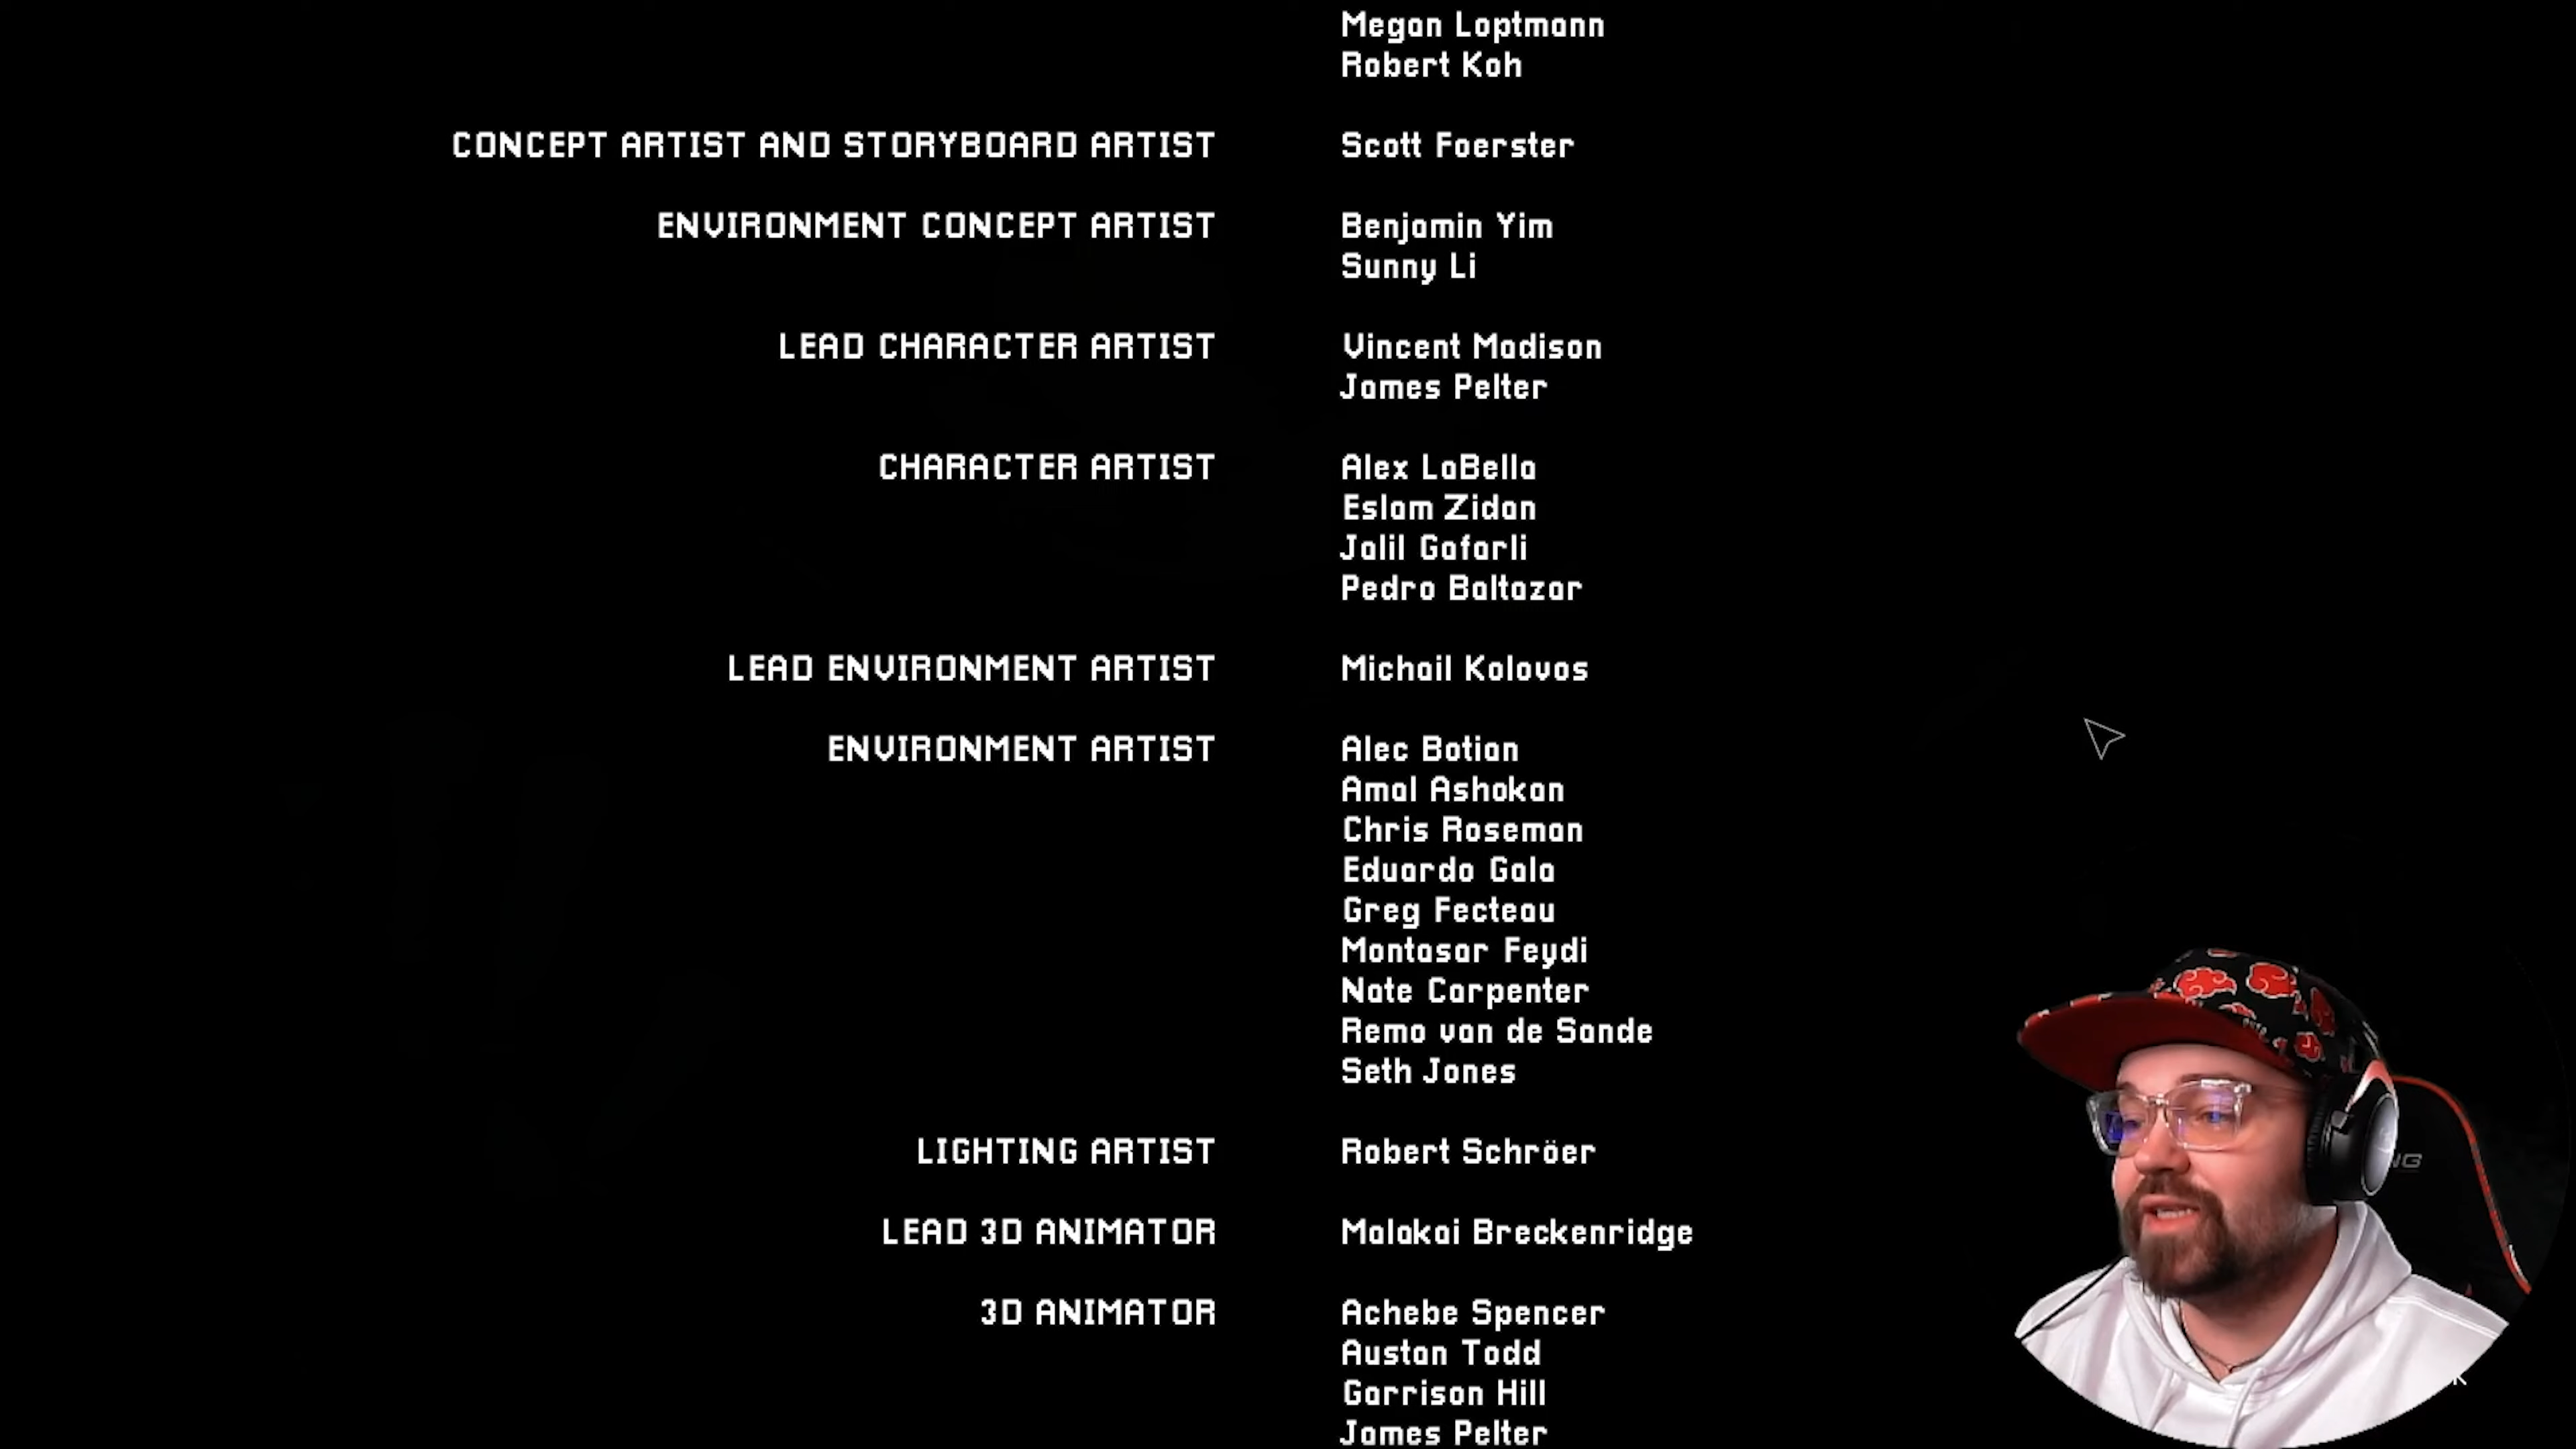 Megan Loptmann
Robert Koh
CONCEPT ARTIST AND STORYBOARD ARTIST Scott Foerster
ENVIRONMENT CONCEPT ARTIST Benjamin Yim
Sunny Li
LEAD CHARACTER ARTIST Vincent Madison
James Pelter
CHARACTER ARTIST Alex LaBella
Eslam Zidan
Jalil Gafarli
Pedro Baltazar
LEAD ENVIRONMENT ARTIST Michail Kolovos
ENVIRONMENT ARTIST Alec Botian
Amal Ashokan
Chris Roseman
Eduardo Gala
Greg Fecteau
Montasar Feydi
Nate Carpenter
Remo van de Sande
Seth Jones
LIGHTING ARTIST Robert Schröer
LEAD 3D ANIMATOR Malakai Breckenridge
3D ANIMATOR Achebe Spencer
Austan Todd
Garrison Hill
James Pelter